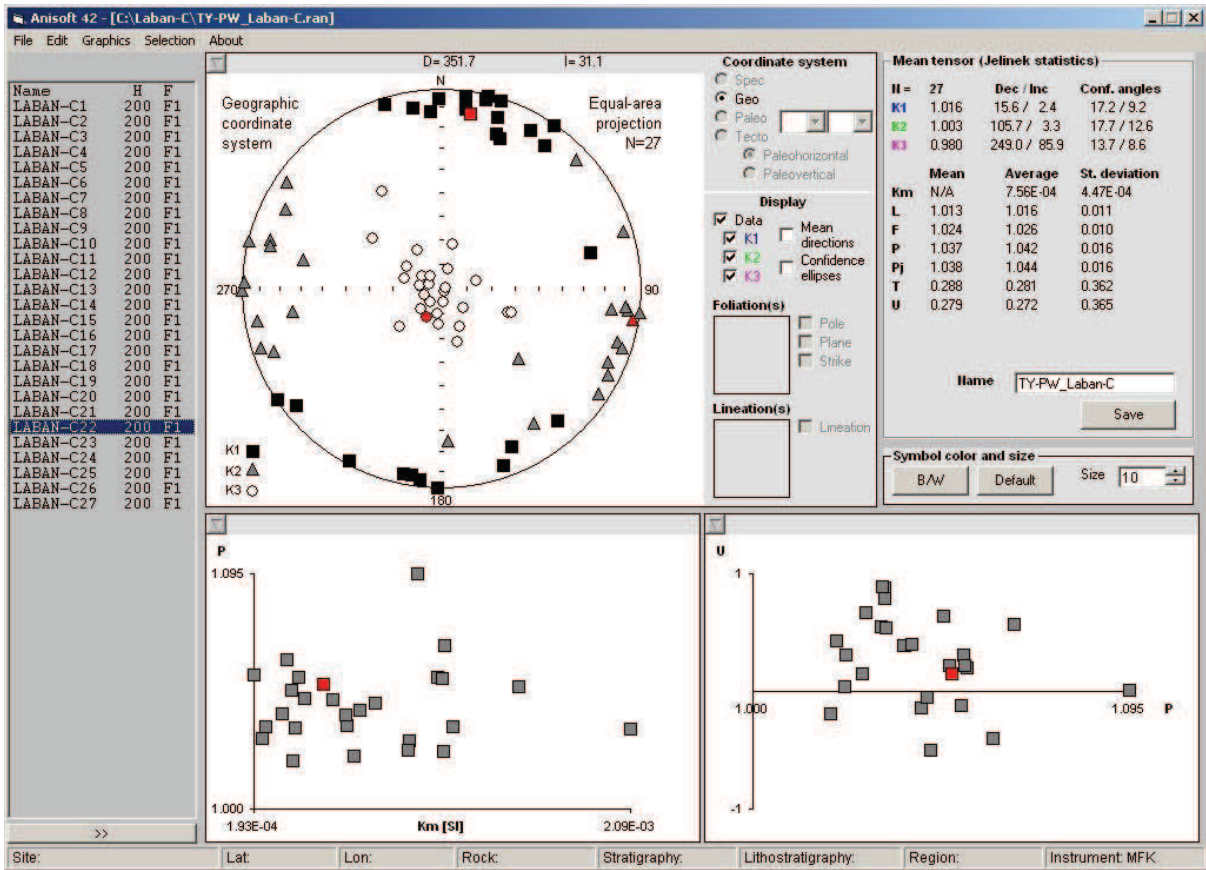 Anisoft 42 - [C:\Laban-C\TY-PW_Laban-C.ran]
File Edit Graphics Selection About
Name H F
LABAN-C1 200 F1
LABAN-C2 200 F1
LABAN-C3 200 F1
LABAN-C4 200 F1
LABAN-C5 200 F1
LABAN-C6 200 F1
LABAN-C7 200 F1
LABAN-C8 200 F1
LABAN-C9 200 F1
LABAN-C10 200 F1
LABAN-C11 200 F1
LABAN-C12 200 F1
LABAN-C13 200 F1
LABAN-C14 200 F1
LABAN-C15 200 F1
LABAN-C16 200 F1
LABAN-C17 200 F1
LABAN-C18 200 F1
LABAN-C19 200 F1
LABAN-C20 200 F1
LABAN-C21 200 F1
LABAN-C22 200 F1
LABAN-C23 200 F1
LABAN-C24 200 F1
LABAN-C25 200 F1
LABAN-C26 200 F1
LABAN-C27 200 F1
>>
D= 351.7 I= 31.1
N
Geographic
coordinate
system
Equal-area
projection
N=27
270
90
180
K1
K2
K3
Coordinate system
Spec
Geo
Paleo
Tecto
Paleohorizontal
Paleovertical
Display
Data
K1
K2
K3
Mean
directions
Confidence
ellipses
Foliation(s)
Pole
Plane
Strike
Lineation(s)
Lineation
Mean tensor (Jelinek statistics)
N = 27 Dec / Inc Conf. angles
K1 1.016 15.6 / 2.4 17.2 / 9.2
K2 1.003 105.7 / 3.3 17.7 / 12.6
K3 0.980 249.0 / 85.9 13.7 / 8.6
Mean Average St. deviation
Km N/A 7.56E-04 4.47E-04
L 1.013 1.016 0.011
F 1.024 1.026 0.010
P 1.037 1.042 0.016
Pj 1.038 1.044 0.016
T 0.288 0.281 0.362
U 0.279 0.272 0.365
Name TY-PW_Laban-C
Save
Symbol color and size
B/W Default Size 10
P
1.095
1.000
1.93E-04 Km [SI] 2.09E-03
U
1
1.000 1.095 P
-1
Site: Lat: Lon: Rock: Stratigraphy: Lithostratigraphy: Region: Instrument: MFK